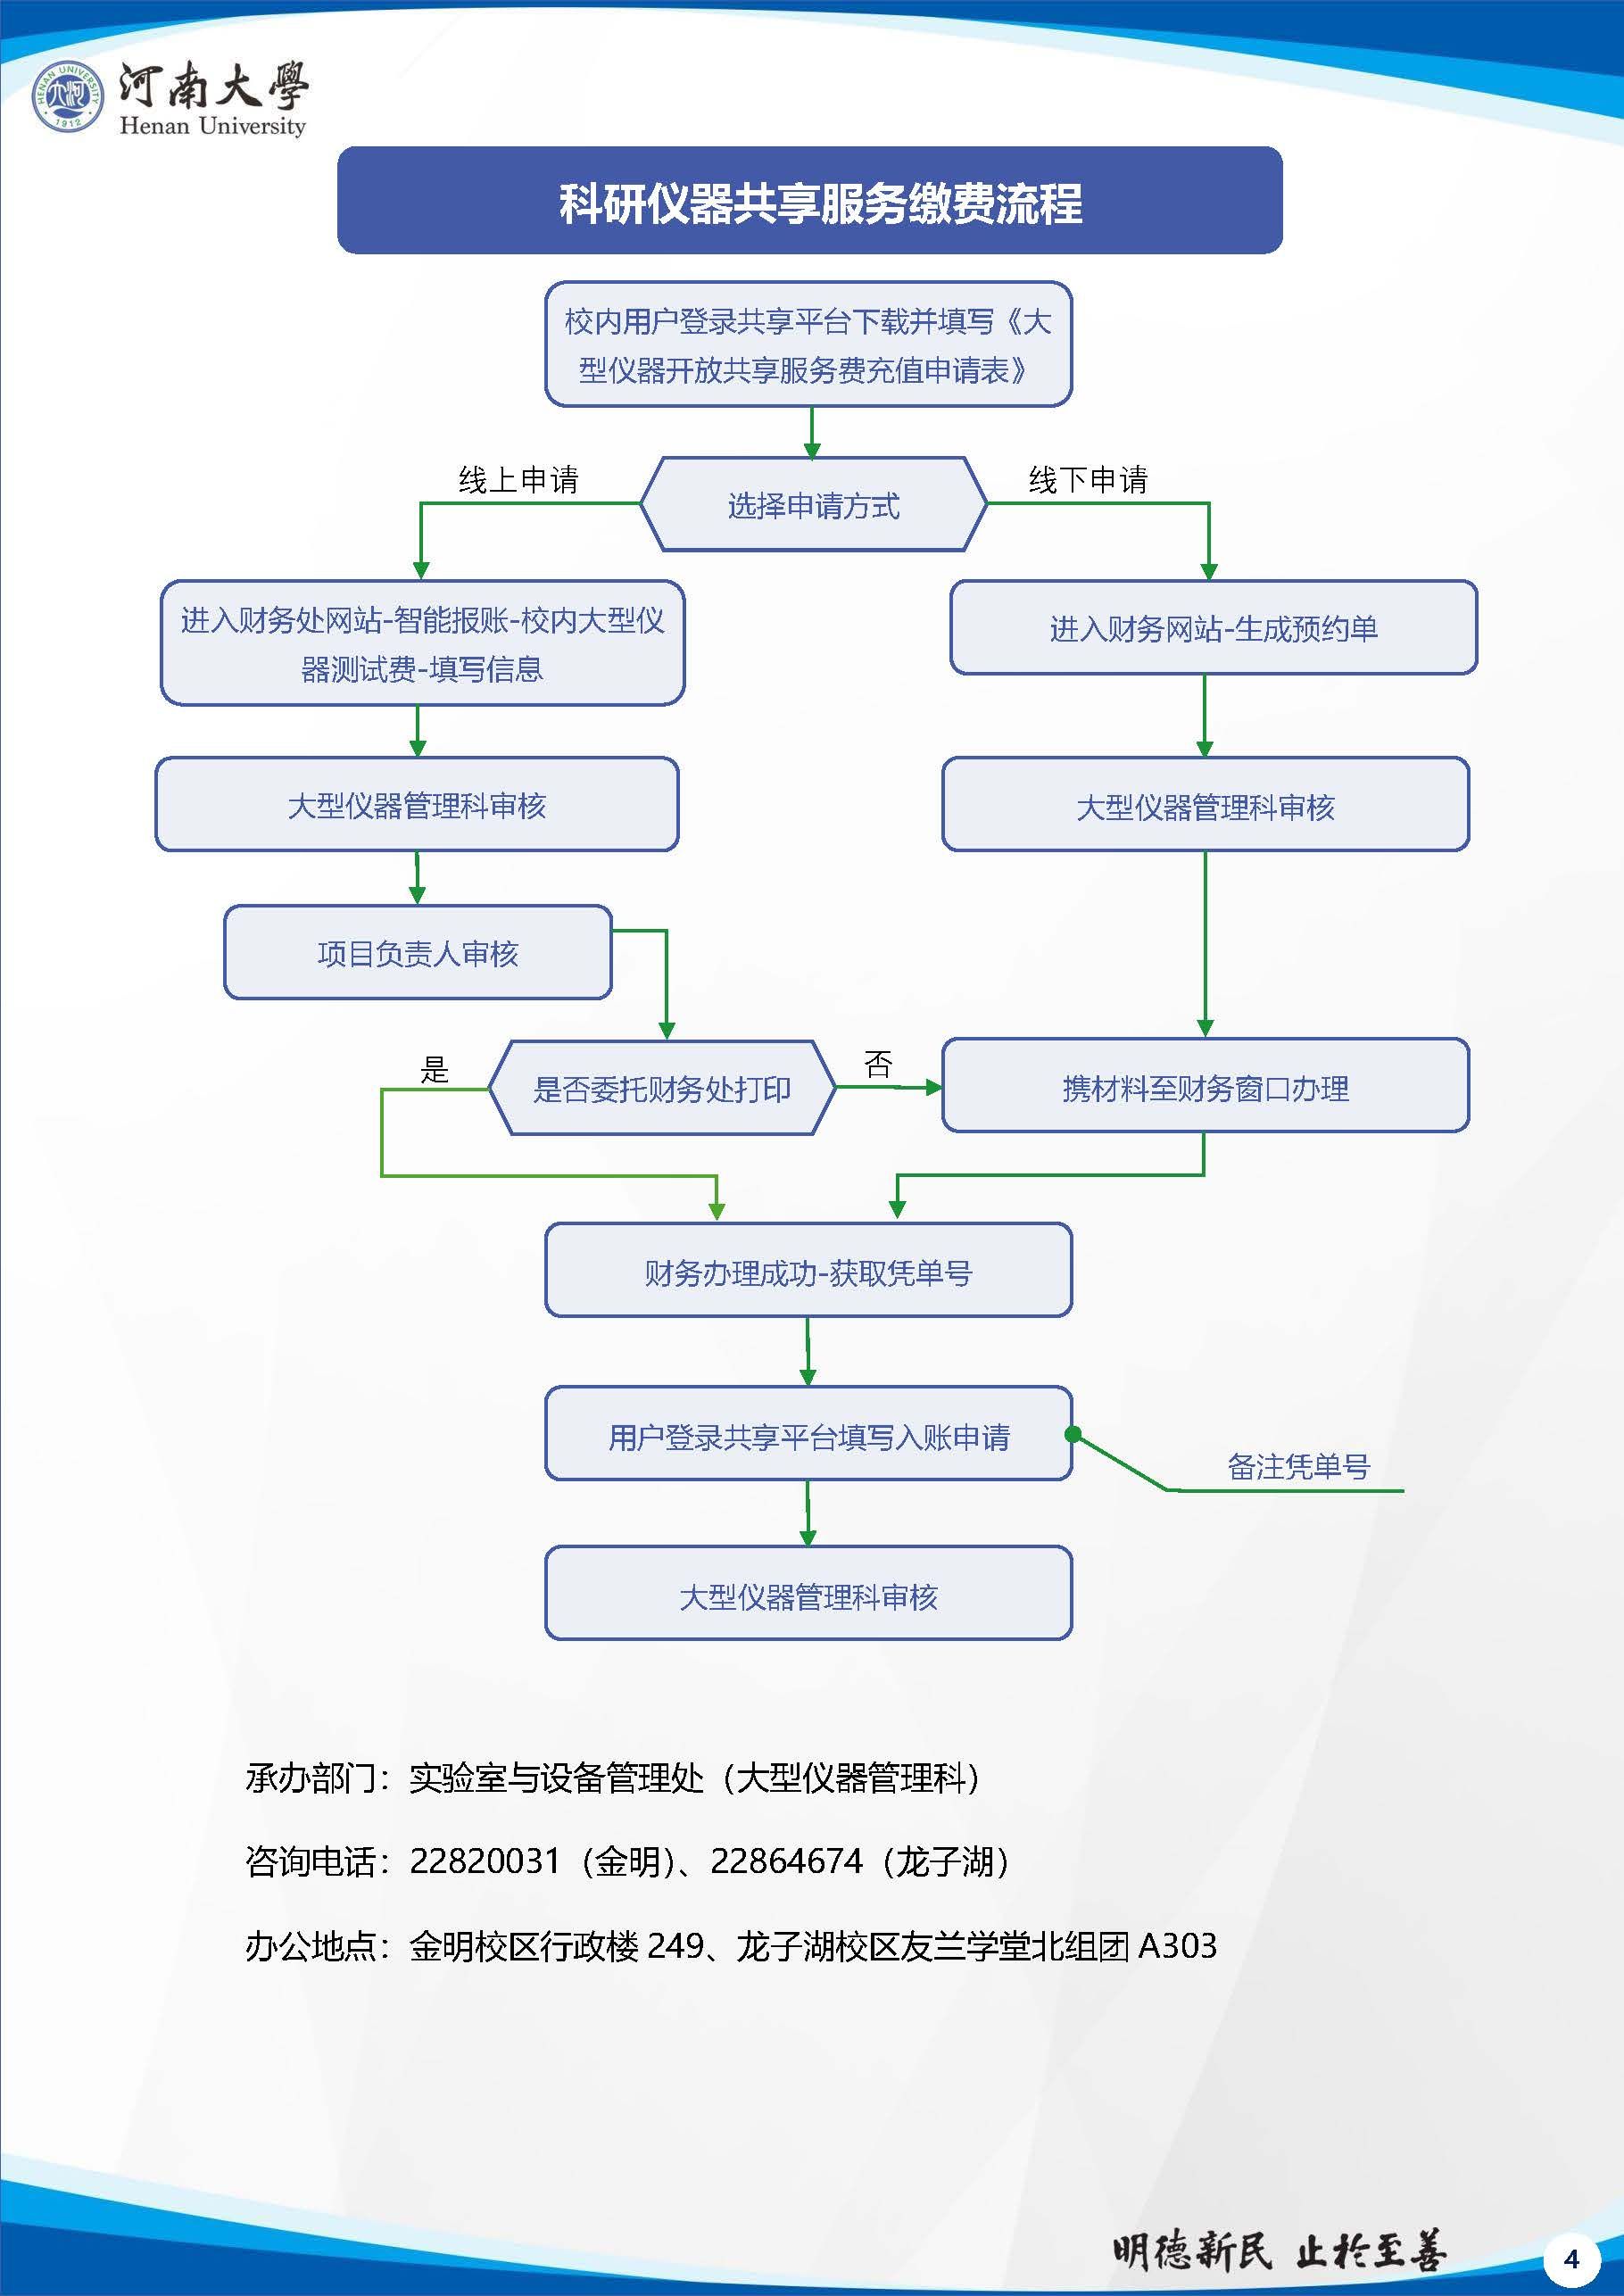 HENAN UNIVERSITY
1912
河南大學
Henan University
科研仪器共享服务缴费流程
校内用户登录共享平台下载并填写《大
型仪器开放共享服务费充值申请表》
线上申请
选择申请方式
线下申请
进入财务处网站-智能报账-校内大型仪
器测试费-填写信息
进入财务网站-生成预约单
大型仪器管理科审核
大型仪器管理科审核
项目负责人审核
是
是否委托财务处打印
否
携材料至财务窗口办理
财务办理成功-获取凭单号
用户登录共享平台填写入账申请
备注凭单号
大型仪器管理科审核
承办部门：实验室与设备管理处（大型仪器管理科）
咨询电话：22820031（金明）、22864674（龙子湖）
办公地点：金明校区行政楼 249、龙子湖校区友兰学堂北组团 A303
明德新民 止於至善
4